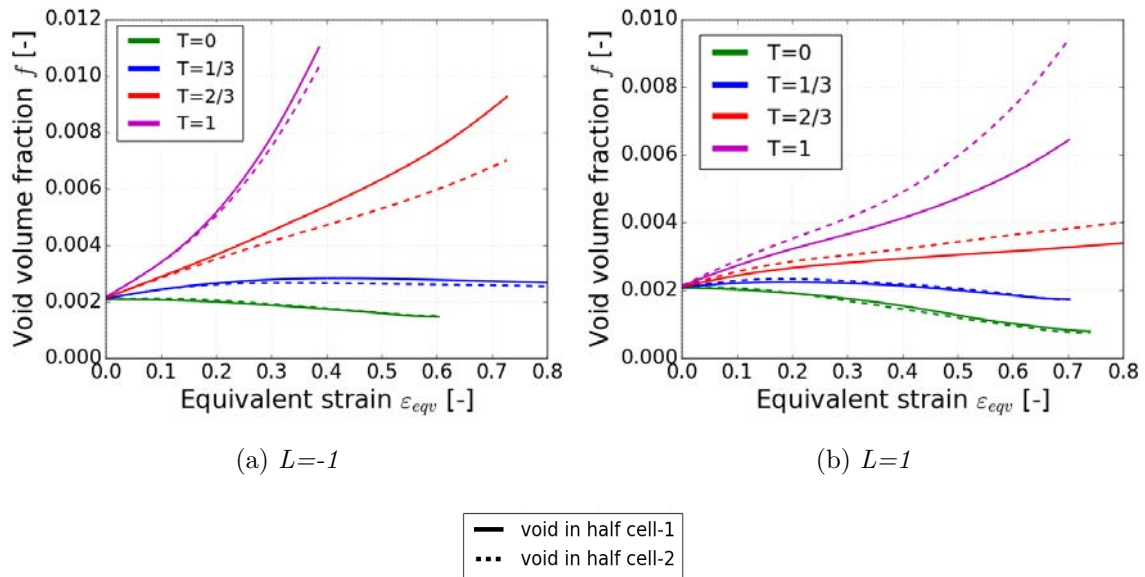 0.012
0.010
0.008
0.006
0.004
0.002
0.000
Void volume fraction f [-]
T=0
T=1/3
T=2/3
T=1
0.0 0.1 0.2 0.3 0.4 0.5 0.6 0.7 0.8
Equivalent strain ε_eqv [-]
(a) L=-1
0.010
0.008
0.006
0.004
0.002
0.000
Void volume fraction f [-]
T=0
T=1/3
T=2/3
T=1
0.0 0.1 0.2 0.3 0.4 0.5 0.6 0.7 0.8
Equivalent strain ε_eqv [-]
(b) L=1
void in half cell-1
void in half cell-2